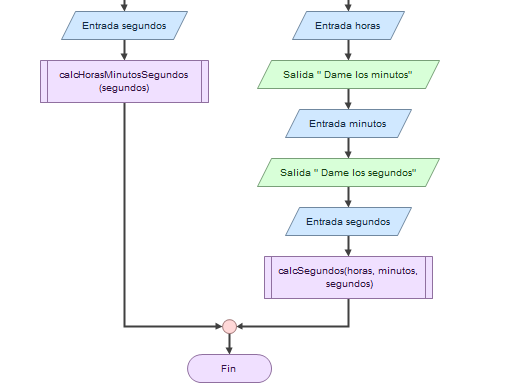 Entrada segundos
calcHorasMinutosSegundos
(segundos)
Entrada horas
Salida " Dame los minutos"
Entrada minutos
Salida " Dame los segundos"
Entrada segundos
calcSegundos(horas, minutos,
segundos)
Fin